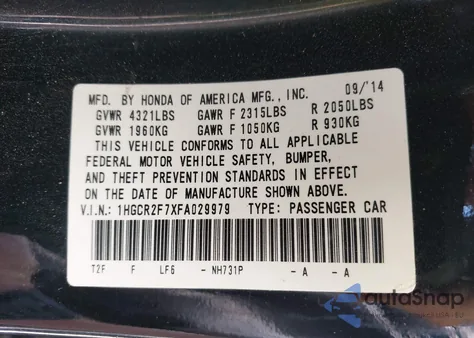 MFD. BY HONDA OF AMERICA MFG., INC. 09/'14
GVWR 4321LBS GAWR F 2315LBS R 2050LBS
GVWR 1960KG GAWR F 1050KG R 930KG
THIS VEHICLE CONFORMS TO ALL APPLICABLE
FEDERAL MOTOR VEHICLE SAFETY, BUMPER,
AND THEFT PREVENTION STANDARDS IN EFFECT
ON THE DATE OF MANUFACTURE SHOWN ABOVE.
V.I.N.: 1HGCR2F7XFA029979 TYPE: PASSENGER CAR
T2F F LF6 - NH731P - A - A
autoSnap